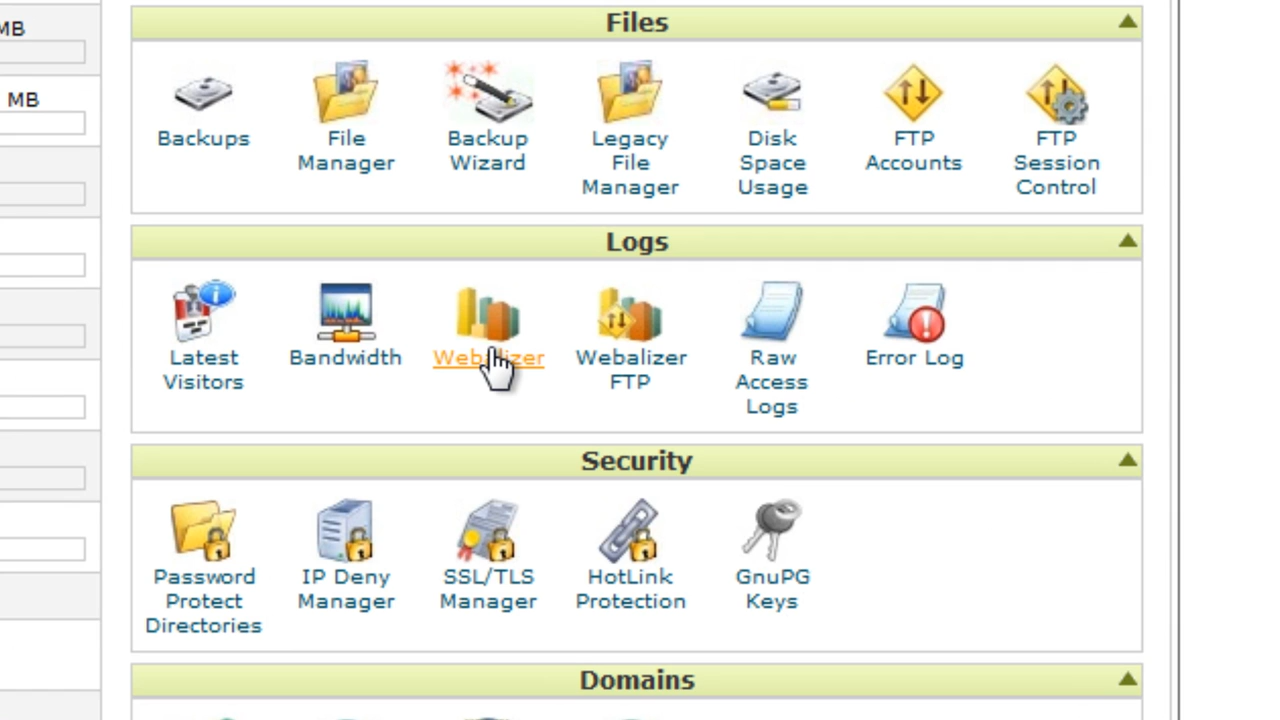 MB
MB
Files
Backups
File
Manager
Backup
Wizard
Legacy
File
Manager
Disk
Space
Usage
FTP
Accounts
FTP
Session
Control
Logs
Latest
Visitors
Bandwidth
Webalizer
Webalizer
FTP
Raw
Access
Logs
Error Log
Security
Password
Protect
Directories
IP Deny
Manager
SSL/TLS
Manager
HotLink
Protection
GnuPG
Keys
Domains